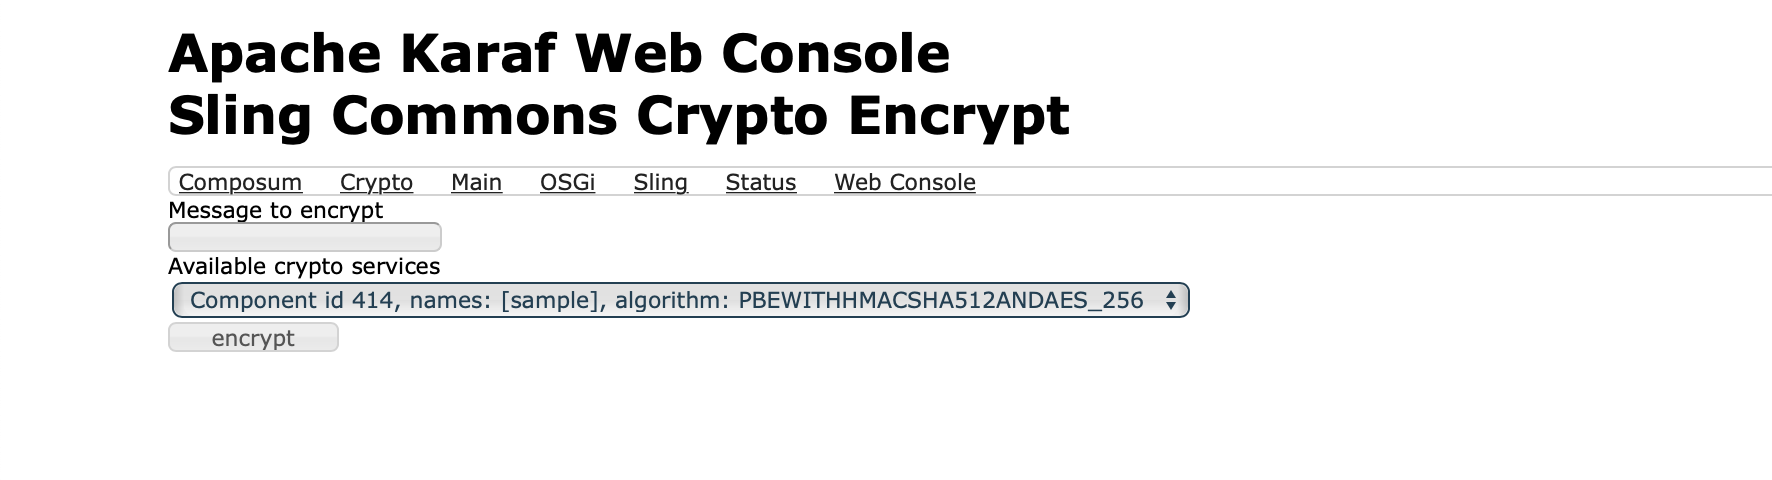 Apache Karaf Web Console
Sling Commons Crypto Encrypt
Composum Crypto Main OSGi Sling Status Web Console
Message to encrypt
Available crypto services
Component id 414, names: [sample], algorithm: PBEWITHHMACSHA512ANDAES_256
encrypt